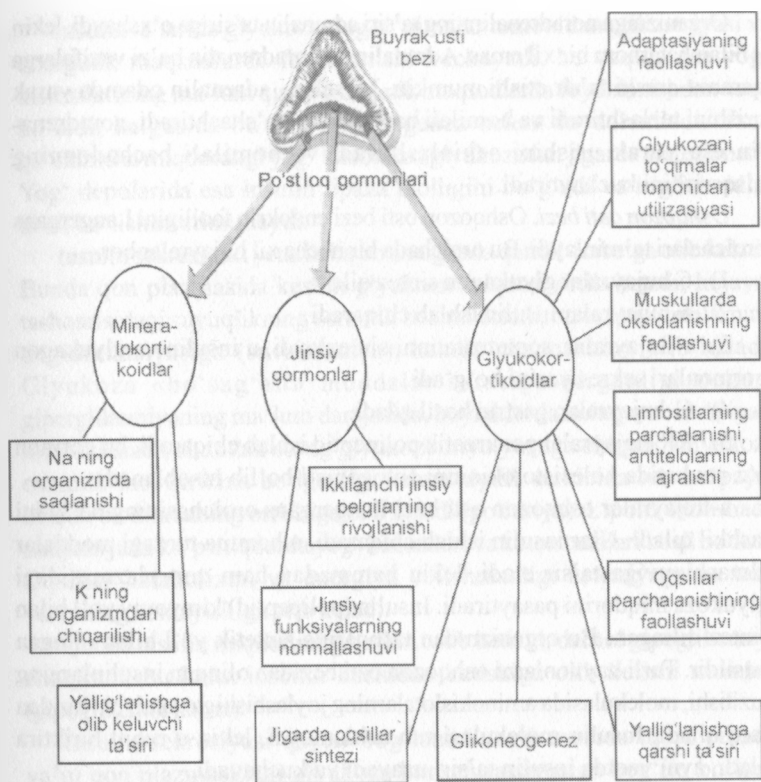 Buyrak usti
bezi
Po'stloq gormonlari
Minera-
lokorti-
koidlar
Jinsiy
gormonlar
Glyukokor-
tikoidlar
Na ning
organizmda
saqlanishi
K ning
organizmdan
chiqarilishi
Yallig'lanishga
olib keluvchi
ta'siri
Ikkilamchi jinsiy
belgilarning
rivojlanishi
Jinsiy
funksiyalarning
normallashuvi
Adaptasiyaning
faollashuvi
Glyukozani
to'qimalar
tomonidan
utilizasiyasi
Muskullarda
oksidlanishning
faollashuvi
Limfositlarning
parchalanishi
antitelolarning
ajralishi
Oqsillar
parchalanishining
faollashuvi
Yallig'lanishga
qarshi ta'siri
Glikoneogenez
Jigarda oqsillar
sintezi